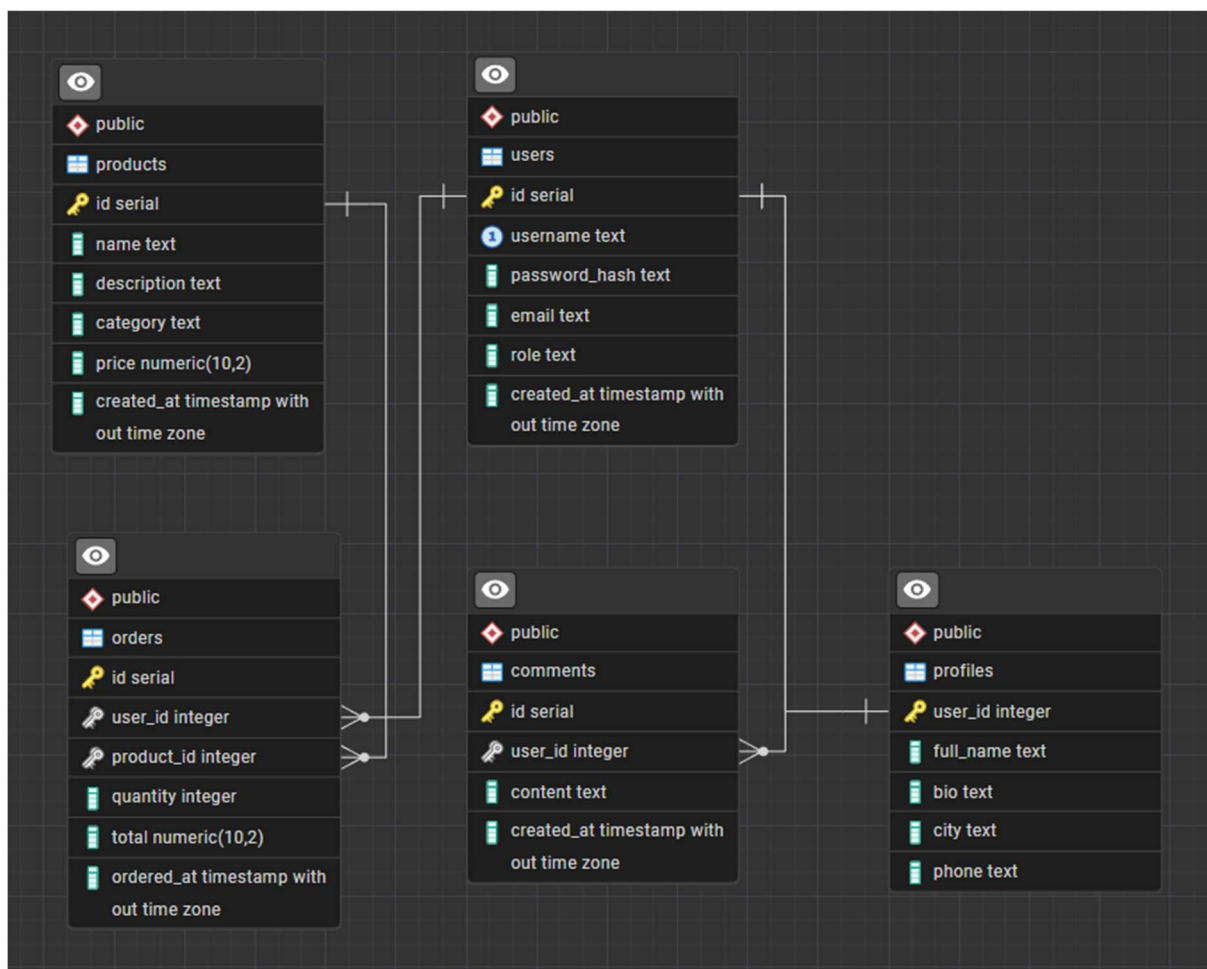 public
products
id serial
name text
description text
category text
price numeric(10,2)
created_at timestamp with
out time zone
public
users
id serial
username text
password_hash text
email text
role text
created_at timestamp with
out time zone
public
orders
id serial
user_id integer
product_id integer
quantity integer
total numeric(10,2)
ordered_at timestamp with
out time zone
public
comments
id serial
user_id integer
content text
created_at timestamp with
out time zone
public
profiles
user_id integer
full_name text
bio text
city text
phone text